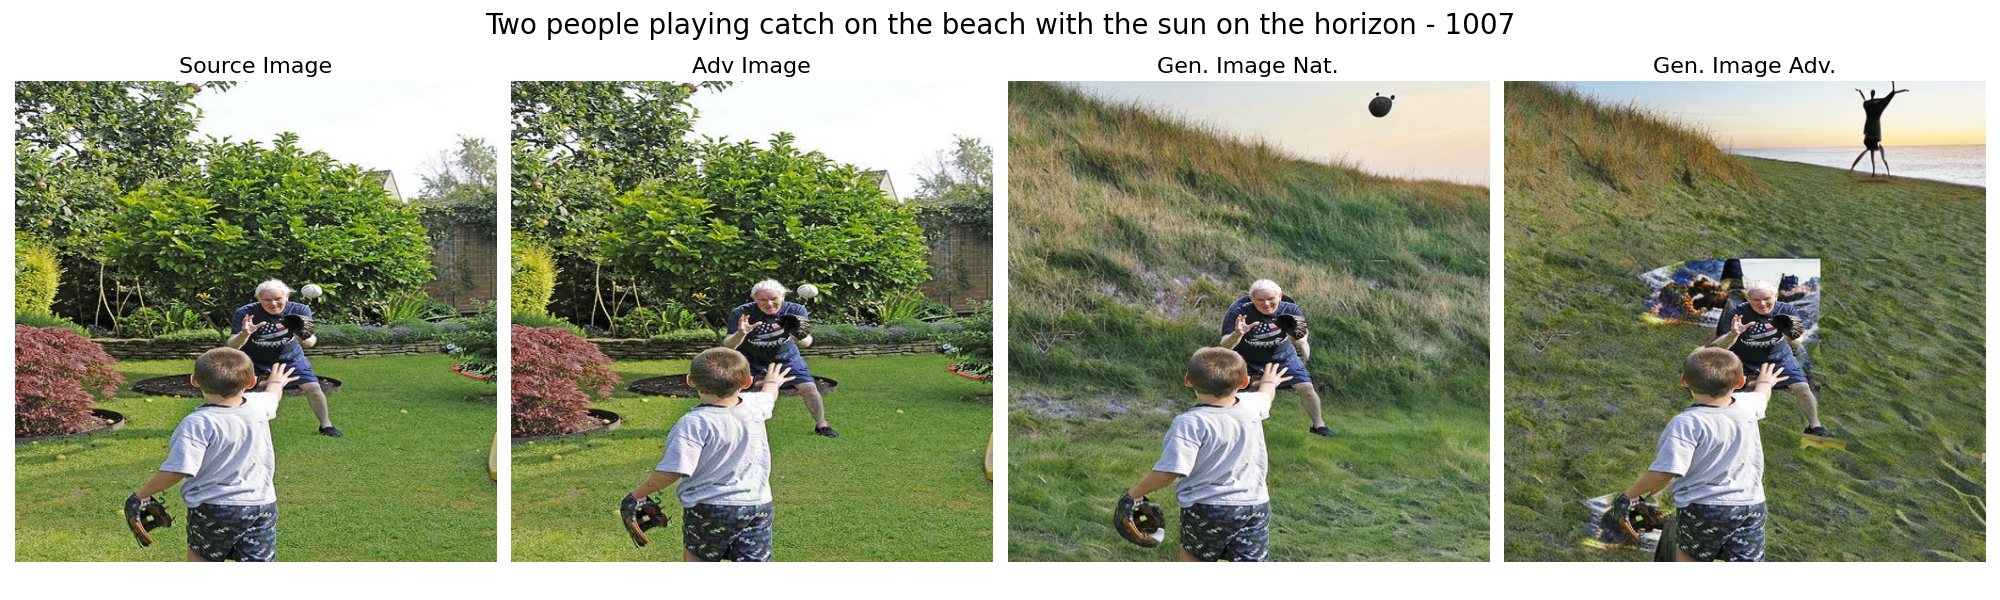 Two people playing catch on the beach with the sun on the horizon - 1007
Source Image
Adv Image
Gen. Image Nat.
Gen. Image Adv.